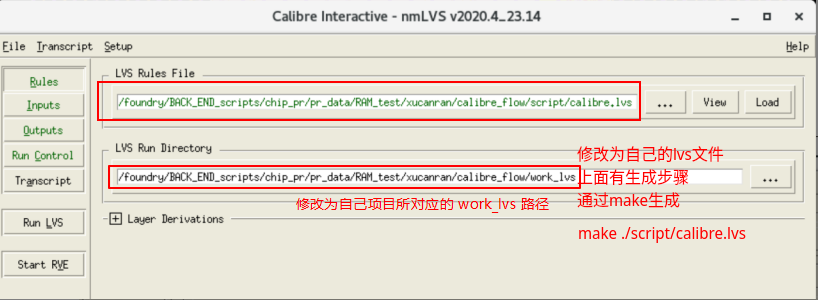 Calibre Interactive - nmLVS v2020.4_23.14
File Transcript Setup Help
Rules
Inputs
Outputs
Run Control
Transcript
Run LVS
Start RVE
LVS Rules File
/foundry/BACK_END_scripts/chip_pr/pr_data/RAM_test/xucanran/calibre_flow/script/calibre.lvs
... View Load
LVS Run Directory
/foundry/BACK_END_scripts/chip_pr/pr_data/RAM_test/xucanran/calibre_flow/work_lvs
...
修改为自己的lvs文件
上面有生成步骤
通过make生成
make ./script/calibre.lvs
修改为自己项目所对应的 work_lvs 路径
Layer Derivations